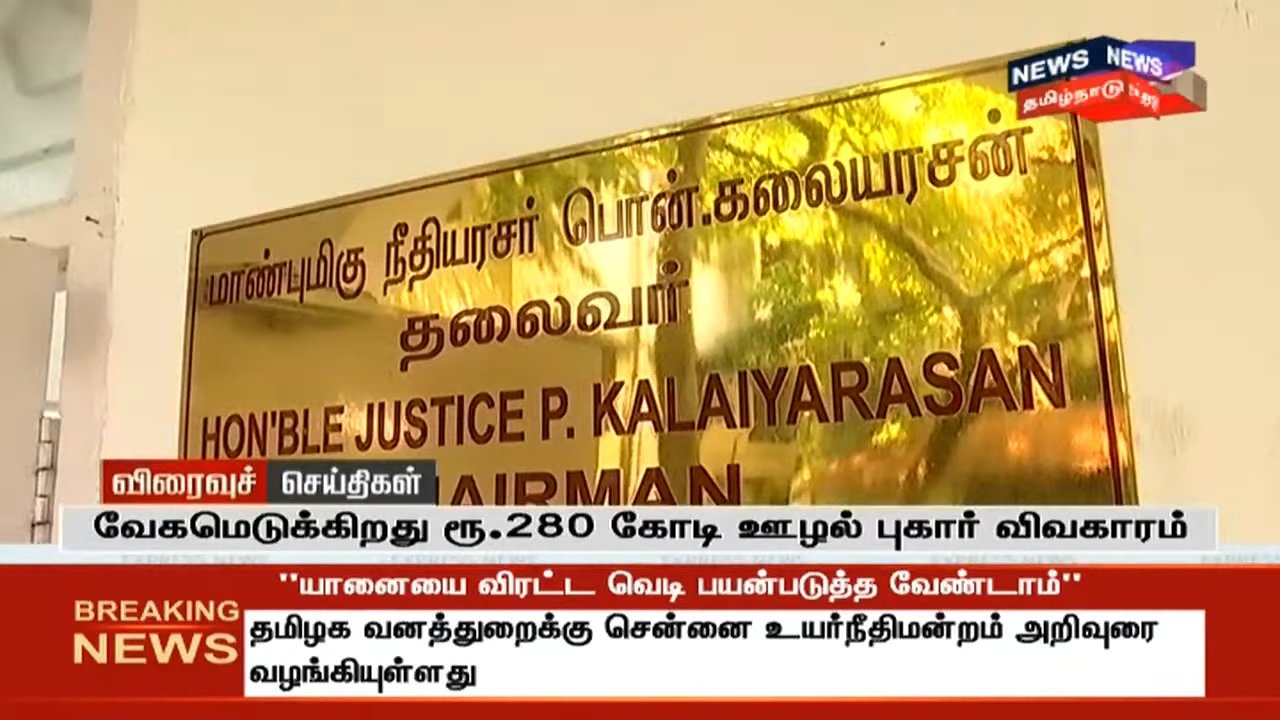 NEWS NEWS
தமிழ்நாடு
மாண்புமிகு நீதியரசர் பொன்.கலையரசன்
தலைவர்
HON'BLE JUSTICE P. KALAIYARASAN
விரைவுச் செய்திகள்
வேகமெடுக்கிறது ரூ.280 கோடி ஊழல் புகார் விவகாரம்
"யானையை விரட்ட வெடி பயன்படுத்த வேண்டாம்"
BREAKING
NEWS
தமிழக வனத்துறைக்கு சென்னை உயர்நீதிமன்றம் அறிவுரை
வழங்கியுள்ளது